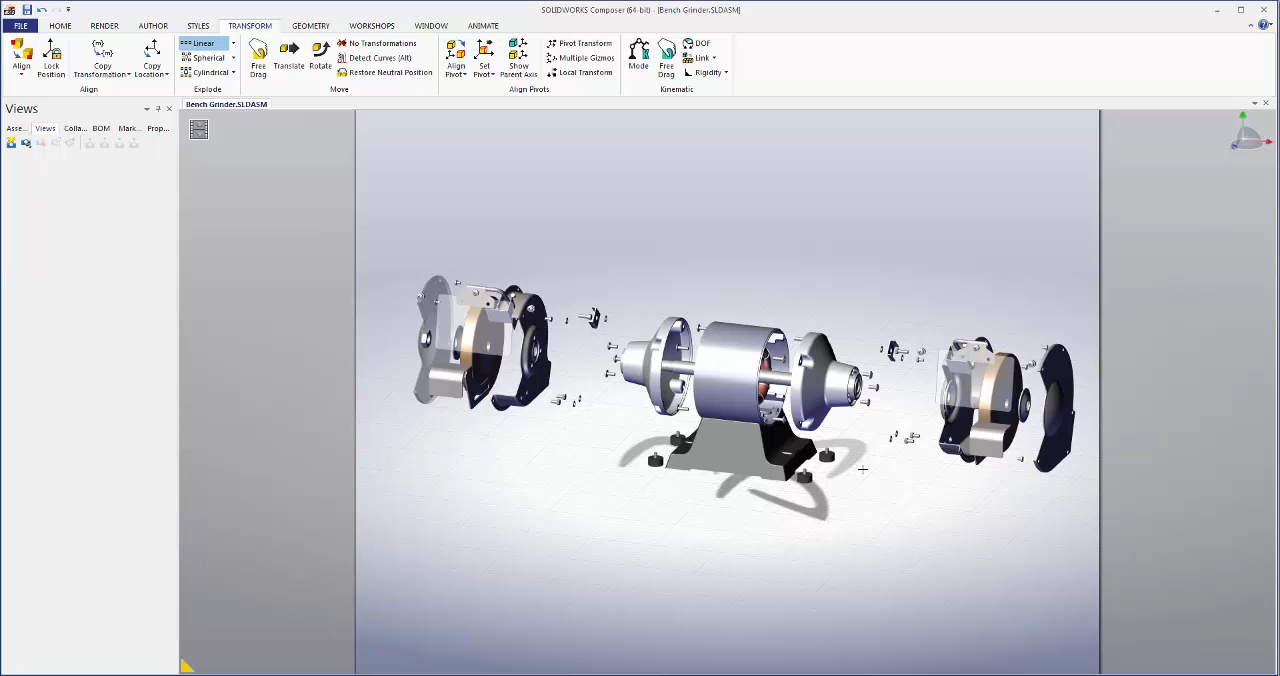 SOLIDWORKS Composer (64-bit) - [Bench Grinder.SLDASM]
FILE HOME RENDER AUTHOR STYLES TRANSFORM GEOMETRY WORKSHOPS WINDOW ANIMATE
Align
Lock Position
Copy Transformation
Copy Location
Align
Linear
Spherical
Cylindrical
Explode
Free Drag
Translate
Rotate
No Transformations
Detect Curves (Alt)
Restore Neutral Position
Move
Align Pivot
Set Pivot
Show Parent Axis
Pivot Transform
Multiple Gizmos
Local Transform
Align Pivots
Mode
Free Drag
DOF
Link
Rigidity
Kinematic
Views
Bench Grinder.SLDASM
Asse... Views Colla... BOM Mark... Prop...